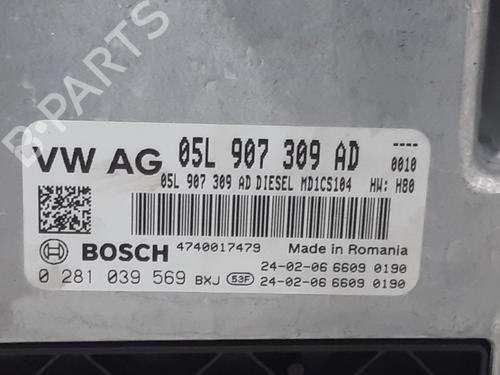 B-PARTS
VW AG 05L 907 309 AD ----
0010
05L 907 309 AD DIESEL MD1CS104 HW: H80
BOSCH 4740017479 Made in Romania
0 281 039 569 BXJ 53F 24-02-06 6609 0190
24-02-06 6609 0190